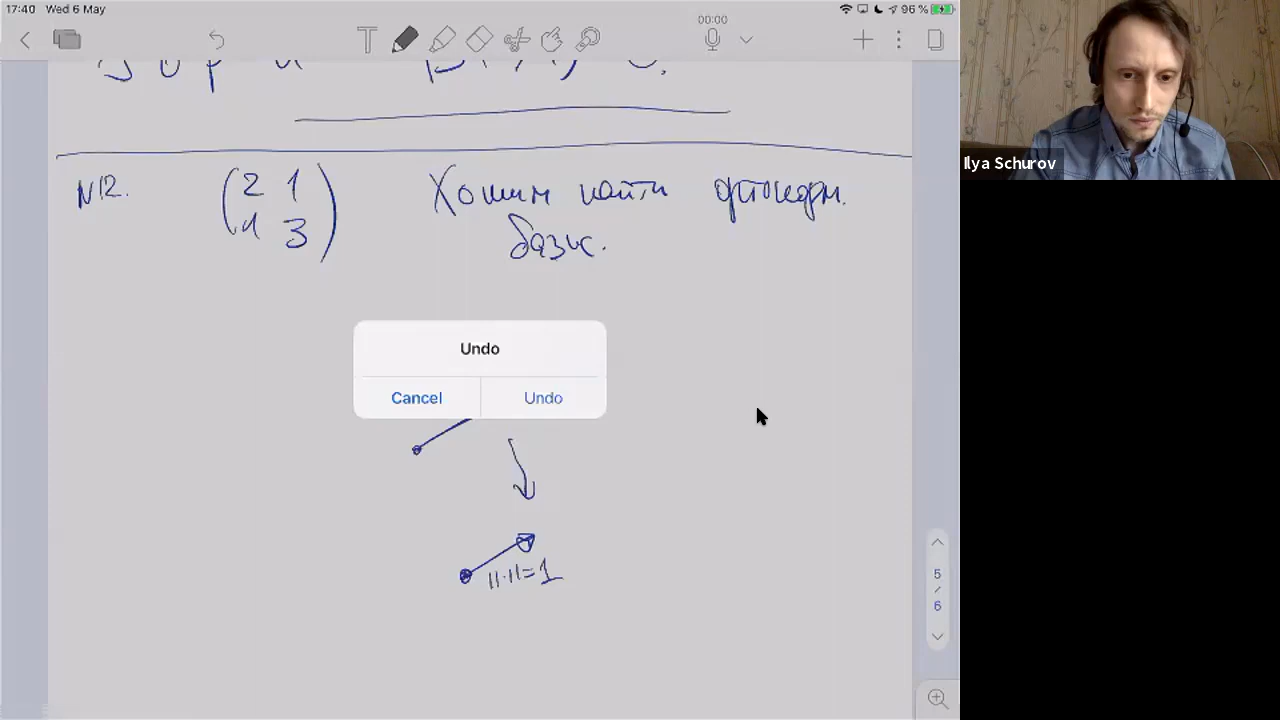 17:40 Wed 6 May
96 %
00:00
Ilya Schurov
N12. (2 1
1 3) Хотим найти ортонорм.
базис.
Undo
Cancel Undo
||·||=1
5
/
6